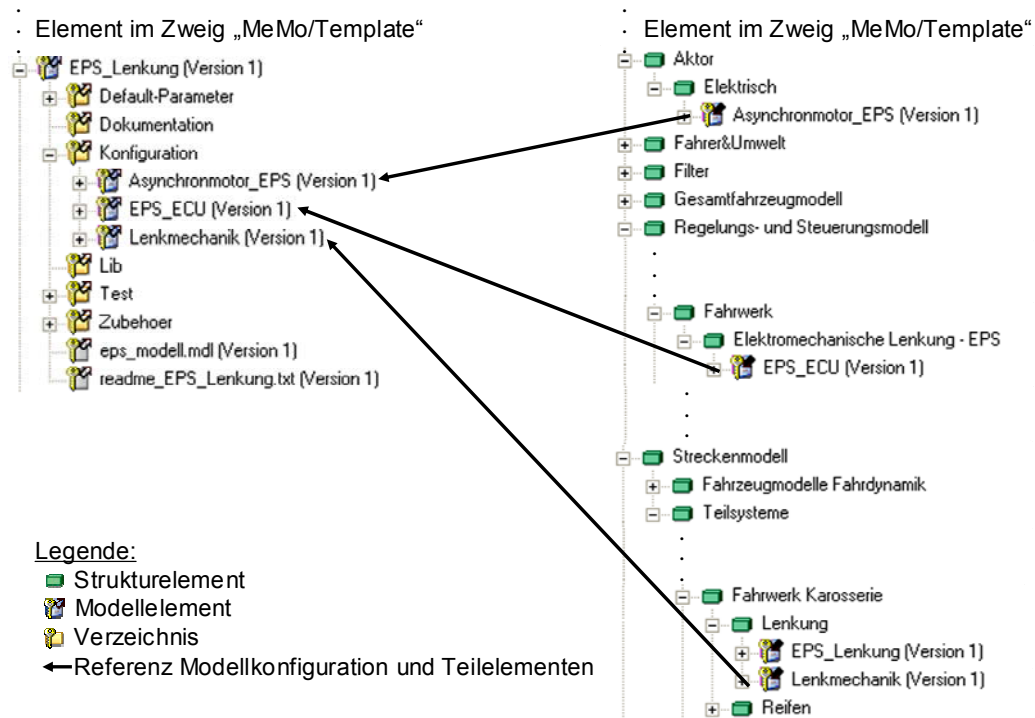 Element im Zweig „MeMo/Template“
EPS_Lenkung (Version 1)
Default-Parameter
Dokumentation
Konfiguration
Asynchronmotor_EPS (Version 1)
EPS_ECU (Version 1)
Lenkmechanik (Version 1)
Lib
Test
Zubehoer
eps_modell.mdl (Version 1)
readme_EPS_Lenkung.txt (Version 1)
Legende:
Strukturelement
Modellelement
Verzeichnis
Referenz Modellkonfiguration und Teilelementen
Element im Zweig „MeMo/Template“
Aktor
Elektrisch
Asynchronmotor_EPS (Version 1)
Fahrer&Umwelt
Filter
Gesamtfahrzeugmodell
Regelungs- und Steuerungsmodell
Fahrwerk
Elektromechanische Lenkung - EPS
EPS_ECU (Version 1)
Streckenmodell
Fahrzeugmodelle Fahrdynamik
Teilsysteme
Fahrwerk Karosserie
Lenkung
EPS_Lenkung (Version 1)
Lenkmechanik (Version 1)
Reifen